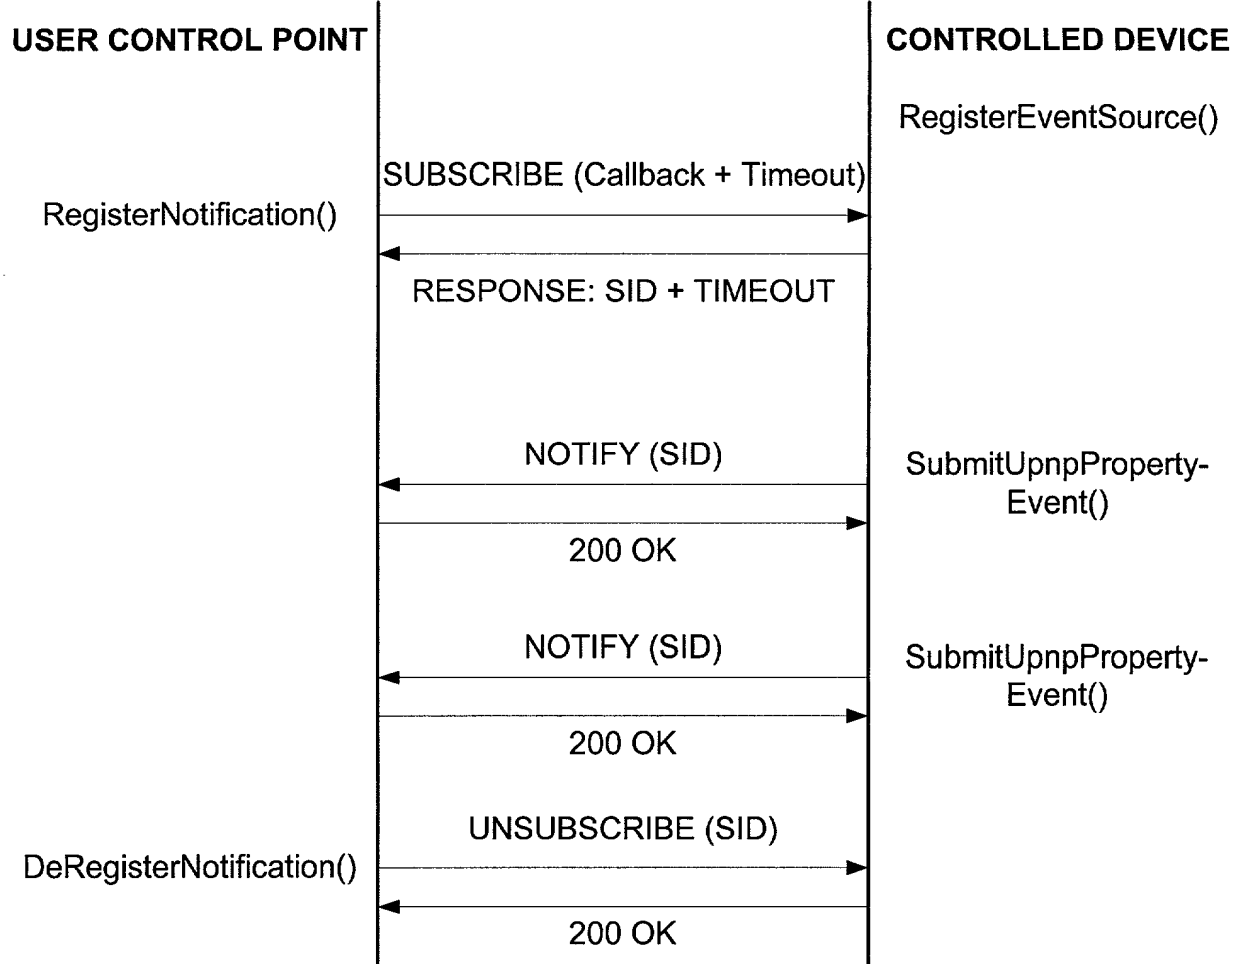 USER CONTROL POINT
CONTROLLED DEVICE
RegisterEventSource()
SUBSCRIBE (Callback + Timeout)
RegisterNotification()
RESPONSE: SID + TIMEOUT
NOTIFY (SID)
SubmitUpnpProperty-
Event()
200 OK
NOTIFY (SID)
SubmitUpnpProperty-
Event()
200 OK
UNSUBSCRIBE (SID)
DeRegisterNotification()
200 OK